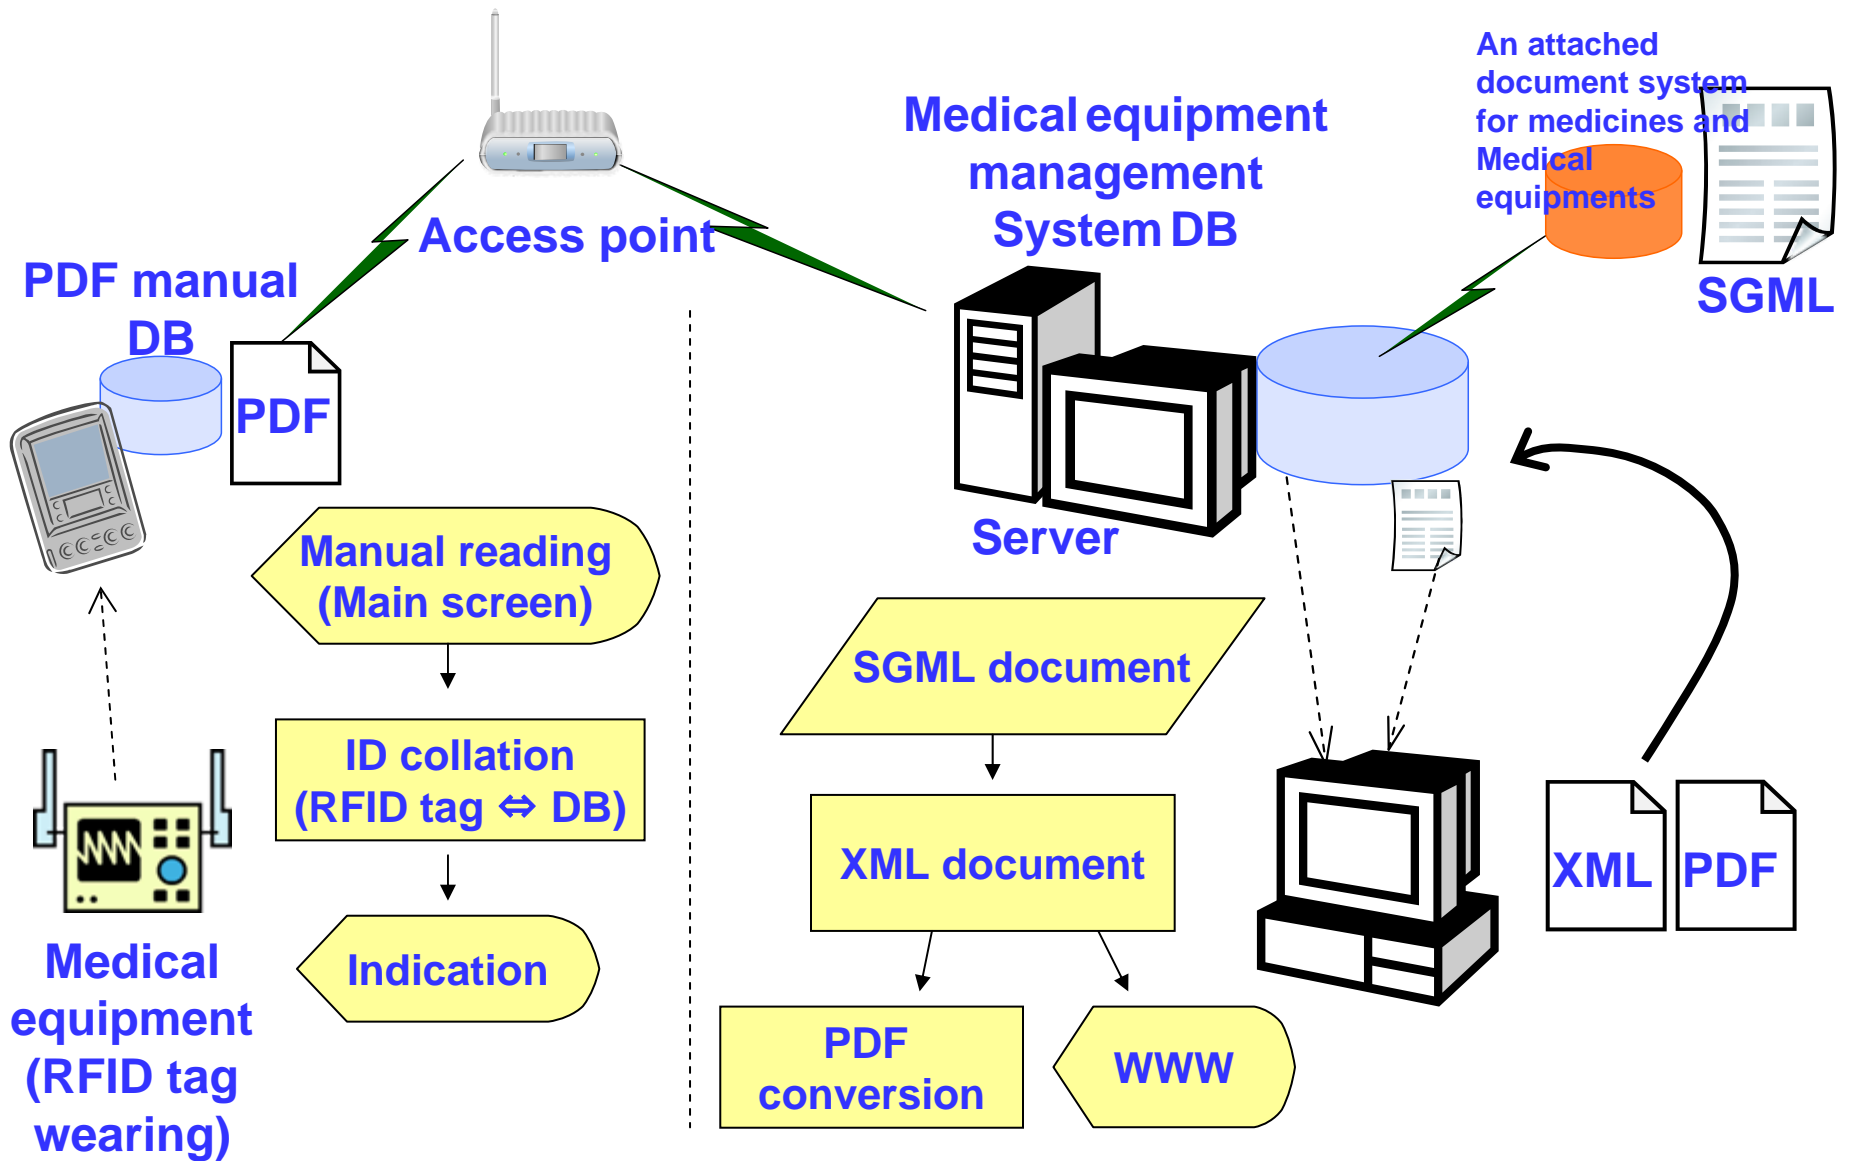 An attached
document system
for medicines and
Medical
equipments
SGML
Medical equipment
management
System DB
Access point
PDF manual
DB
PDF
Server
Manual reading
(Main screen)
ID collation
(RFID tag ⇔ DB)
Indication
Medical
equipment
(RFID tag
wearing)
SGML document
XML document
PDF
conversion
WWW
XML
PDF